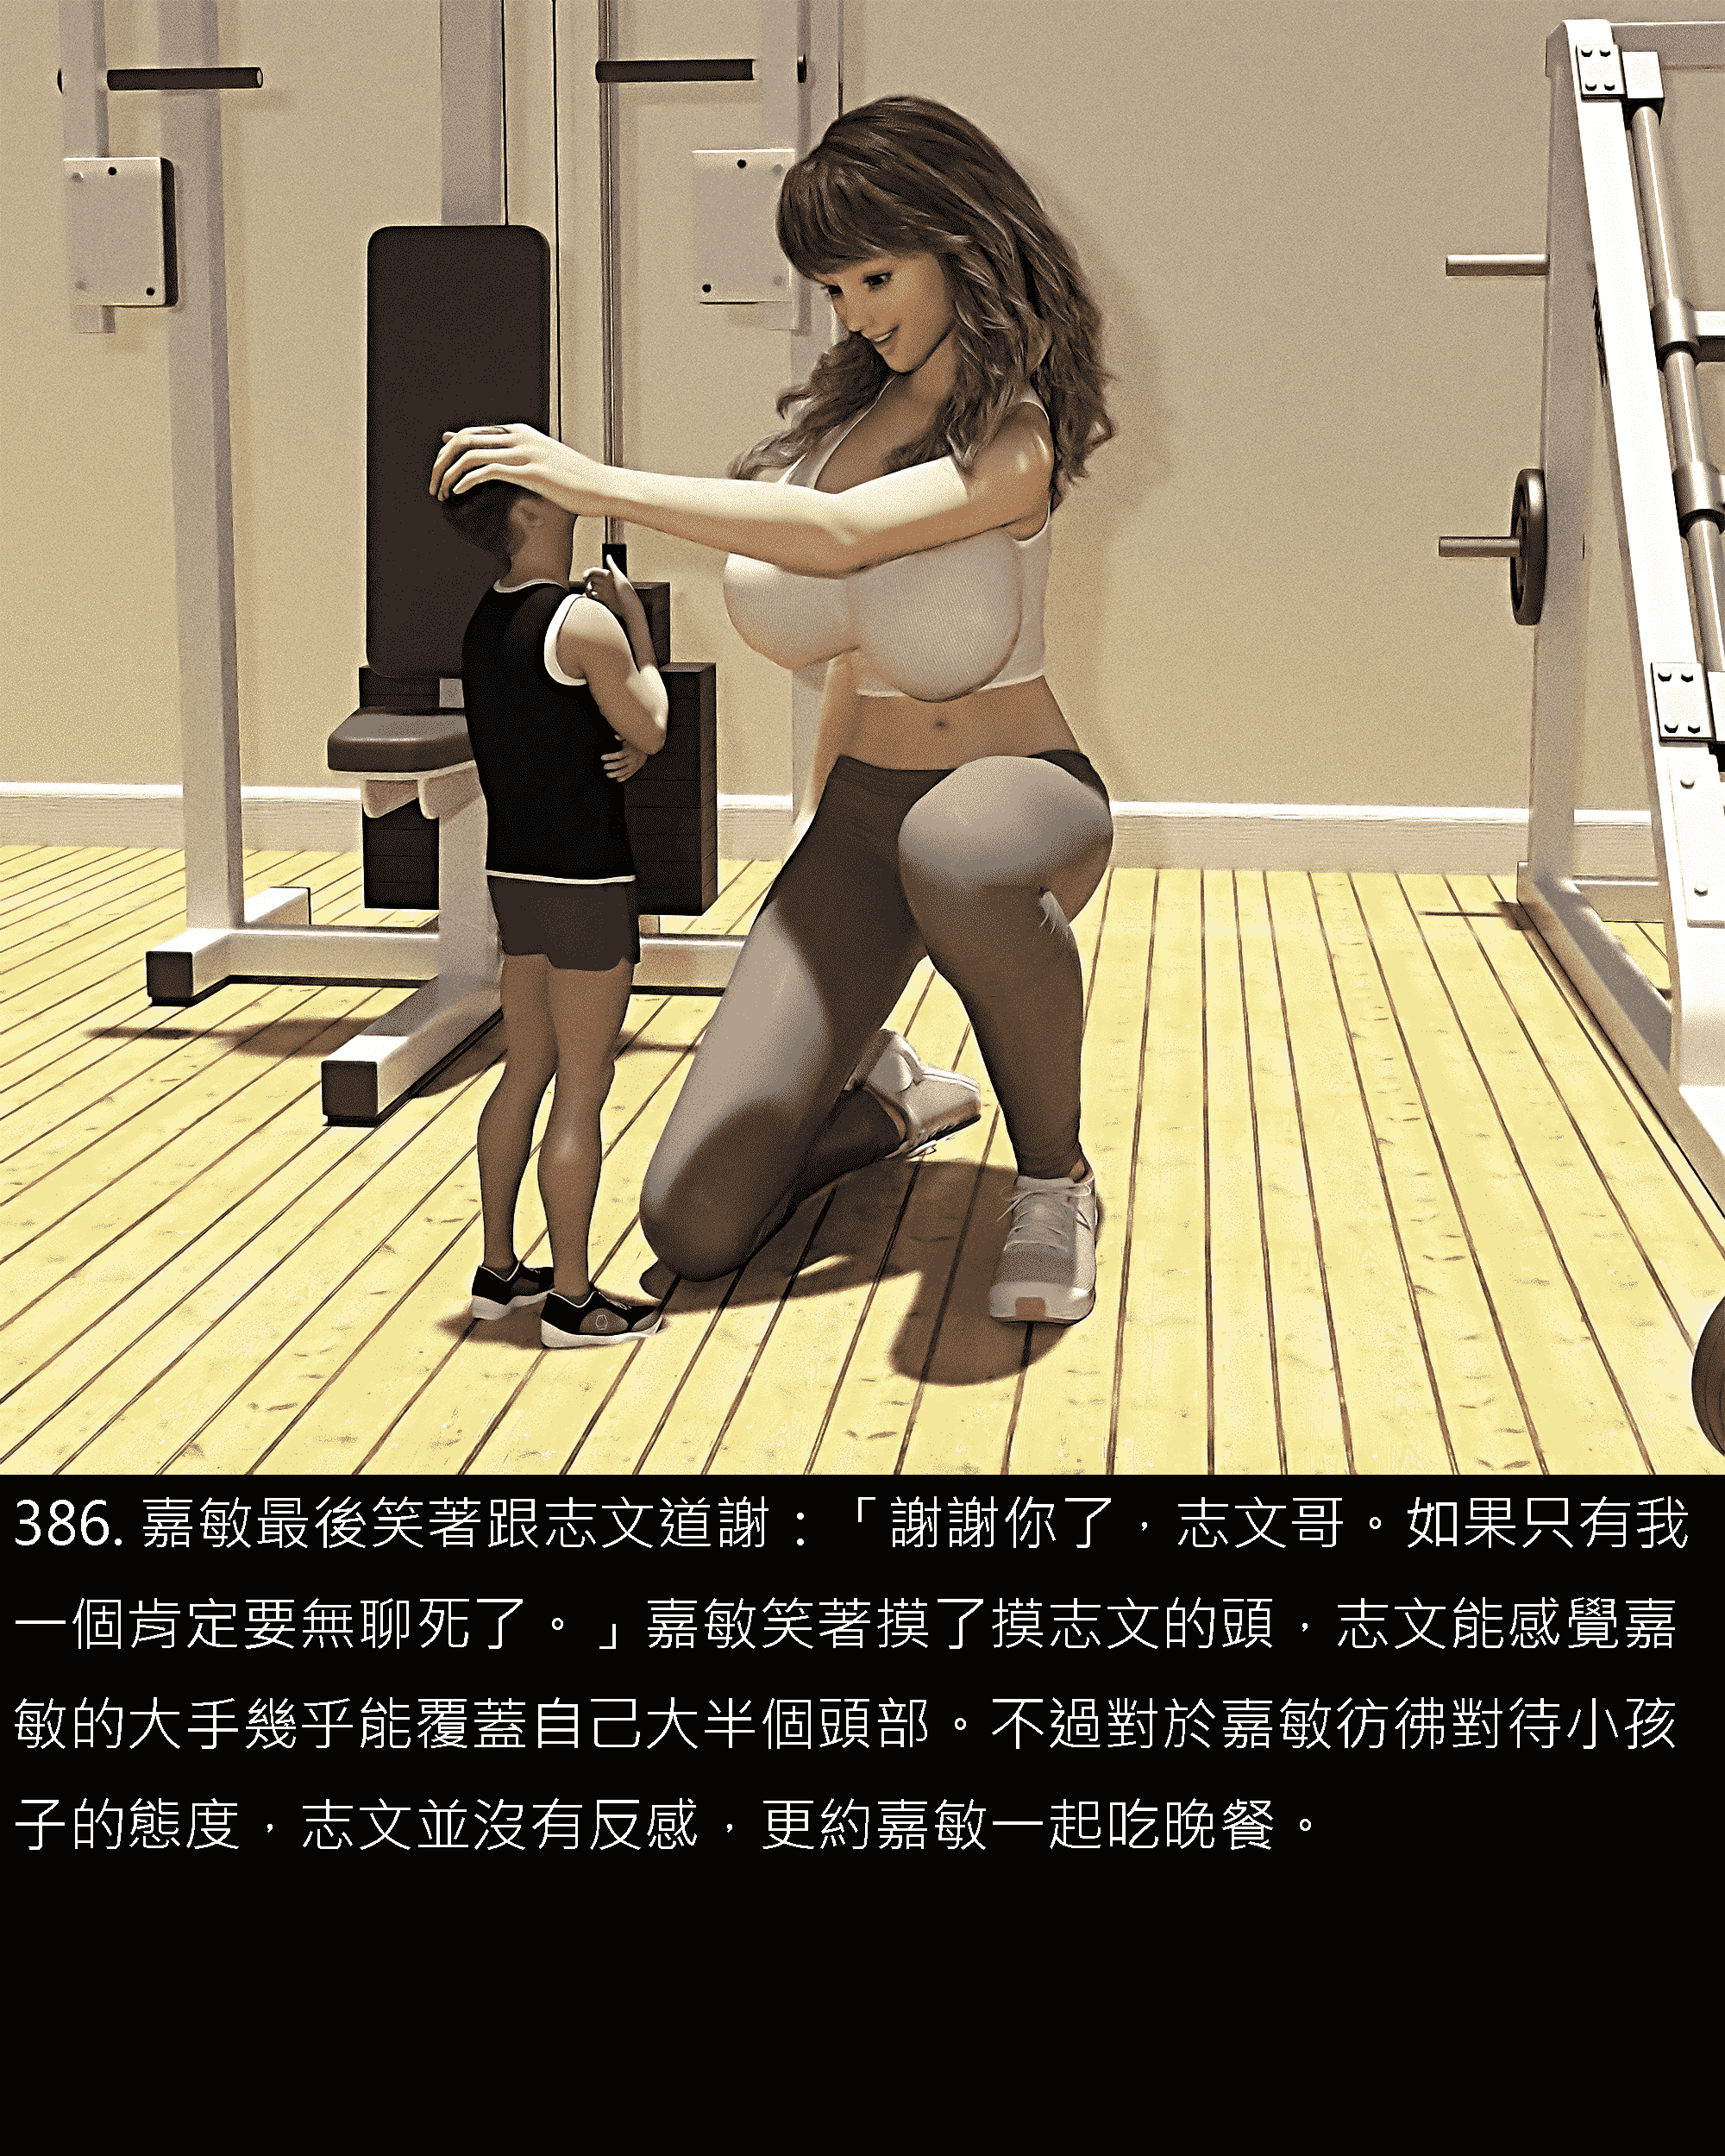 386. 嘉敏最後笑著跟志文道謝：「謝謝你了，志文哥。如果只有我
一個肯定要無聊死了。」嘉敏笑著摸了摸志文的頭，志文能感覺嘉
敏的大手幾乎能覆蓋自己大半個頭部。不過對於嘉敏彷彿對待小孩
子的態度，志文並沒有反感，更約嘉敏一起吃晚餐。